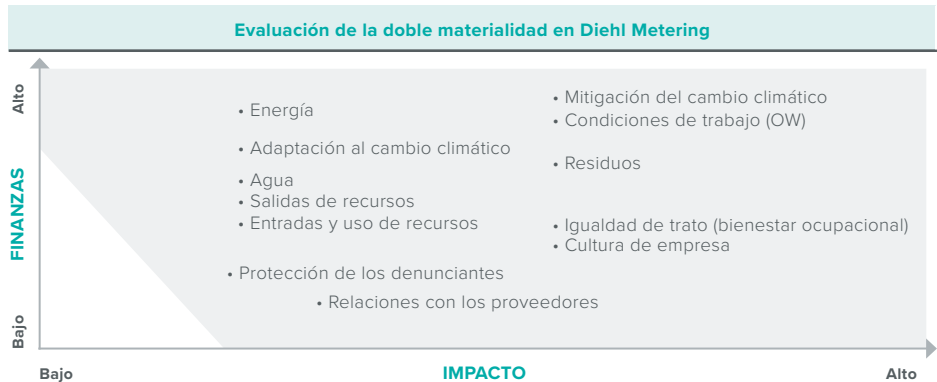 Evaluación de la doble materialidad en Diehl Metering
Alto
FINANZAS
Bajo
• Energía
• Adaptación al cambio climático
• Agua
• Salidas de recursos
• Entradas y uso de recursos
• Protección de los denunciantes
• Relaciones con los proveedores
• Mitigación del cambio climático
• Condiciones de trabajo (OW)
• Residuos
• Igualdad de trato (bienestar ocupacional)
• Cultura de empresa
Bajo
IMPACTO
Alto